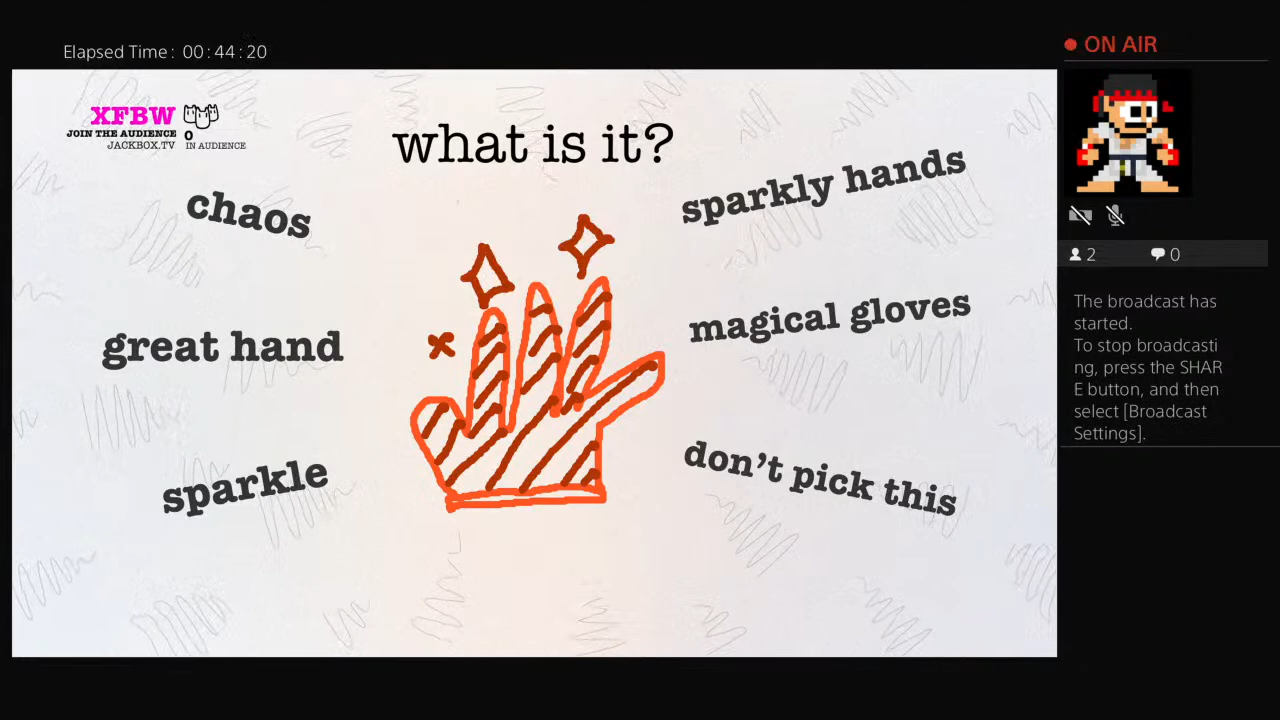 Elapsed Time: 00:44:20
ON AIR
XFBW
JOIN THE AUDIENCE
JACKBOX.TV
0
IN AUDIENCE
what is it?
chaos
great hand
sparkle
sparkly hands
magical gloves
don't pick this
2
0
The broadcast has
started.
To stop broadcasti
ng, press the SHAR
E button, and then
select [Broadcast
Settings].